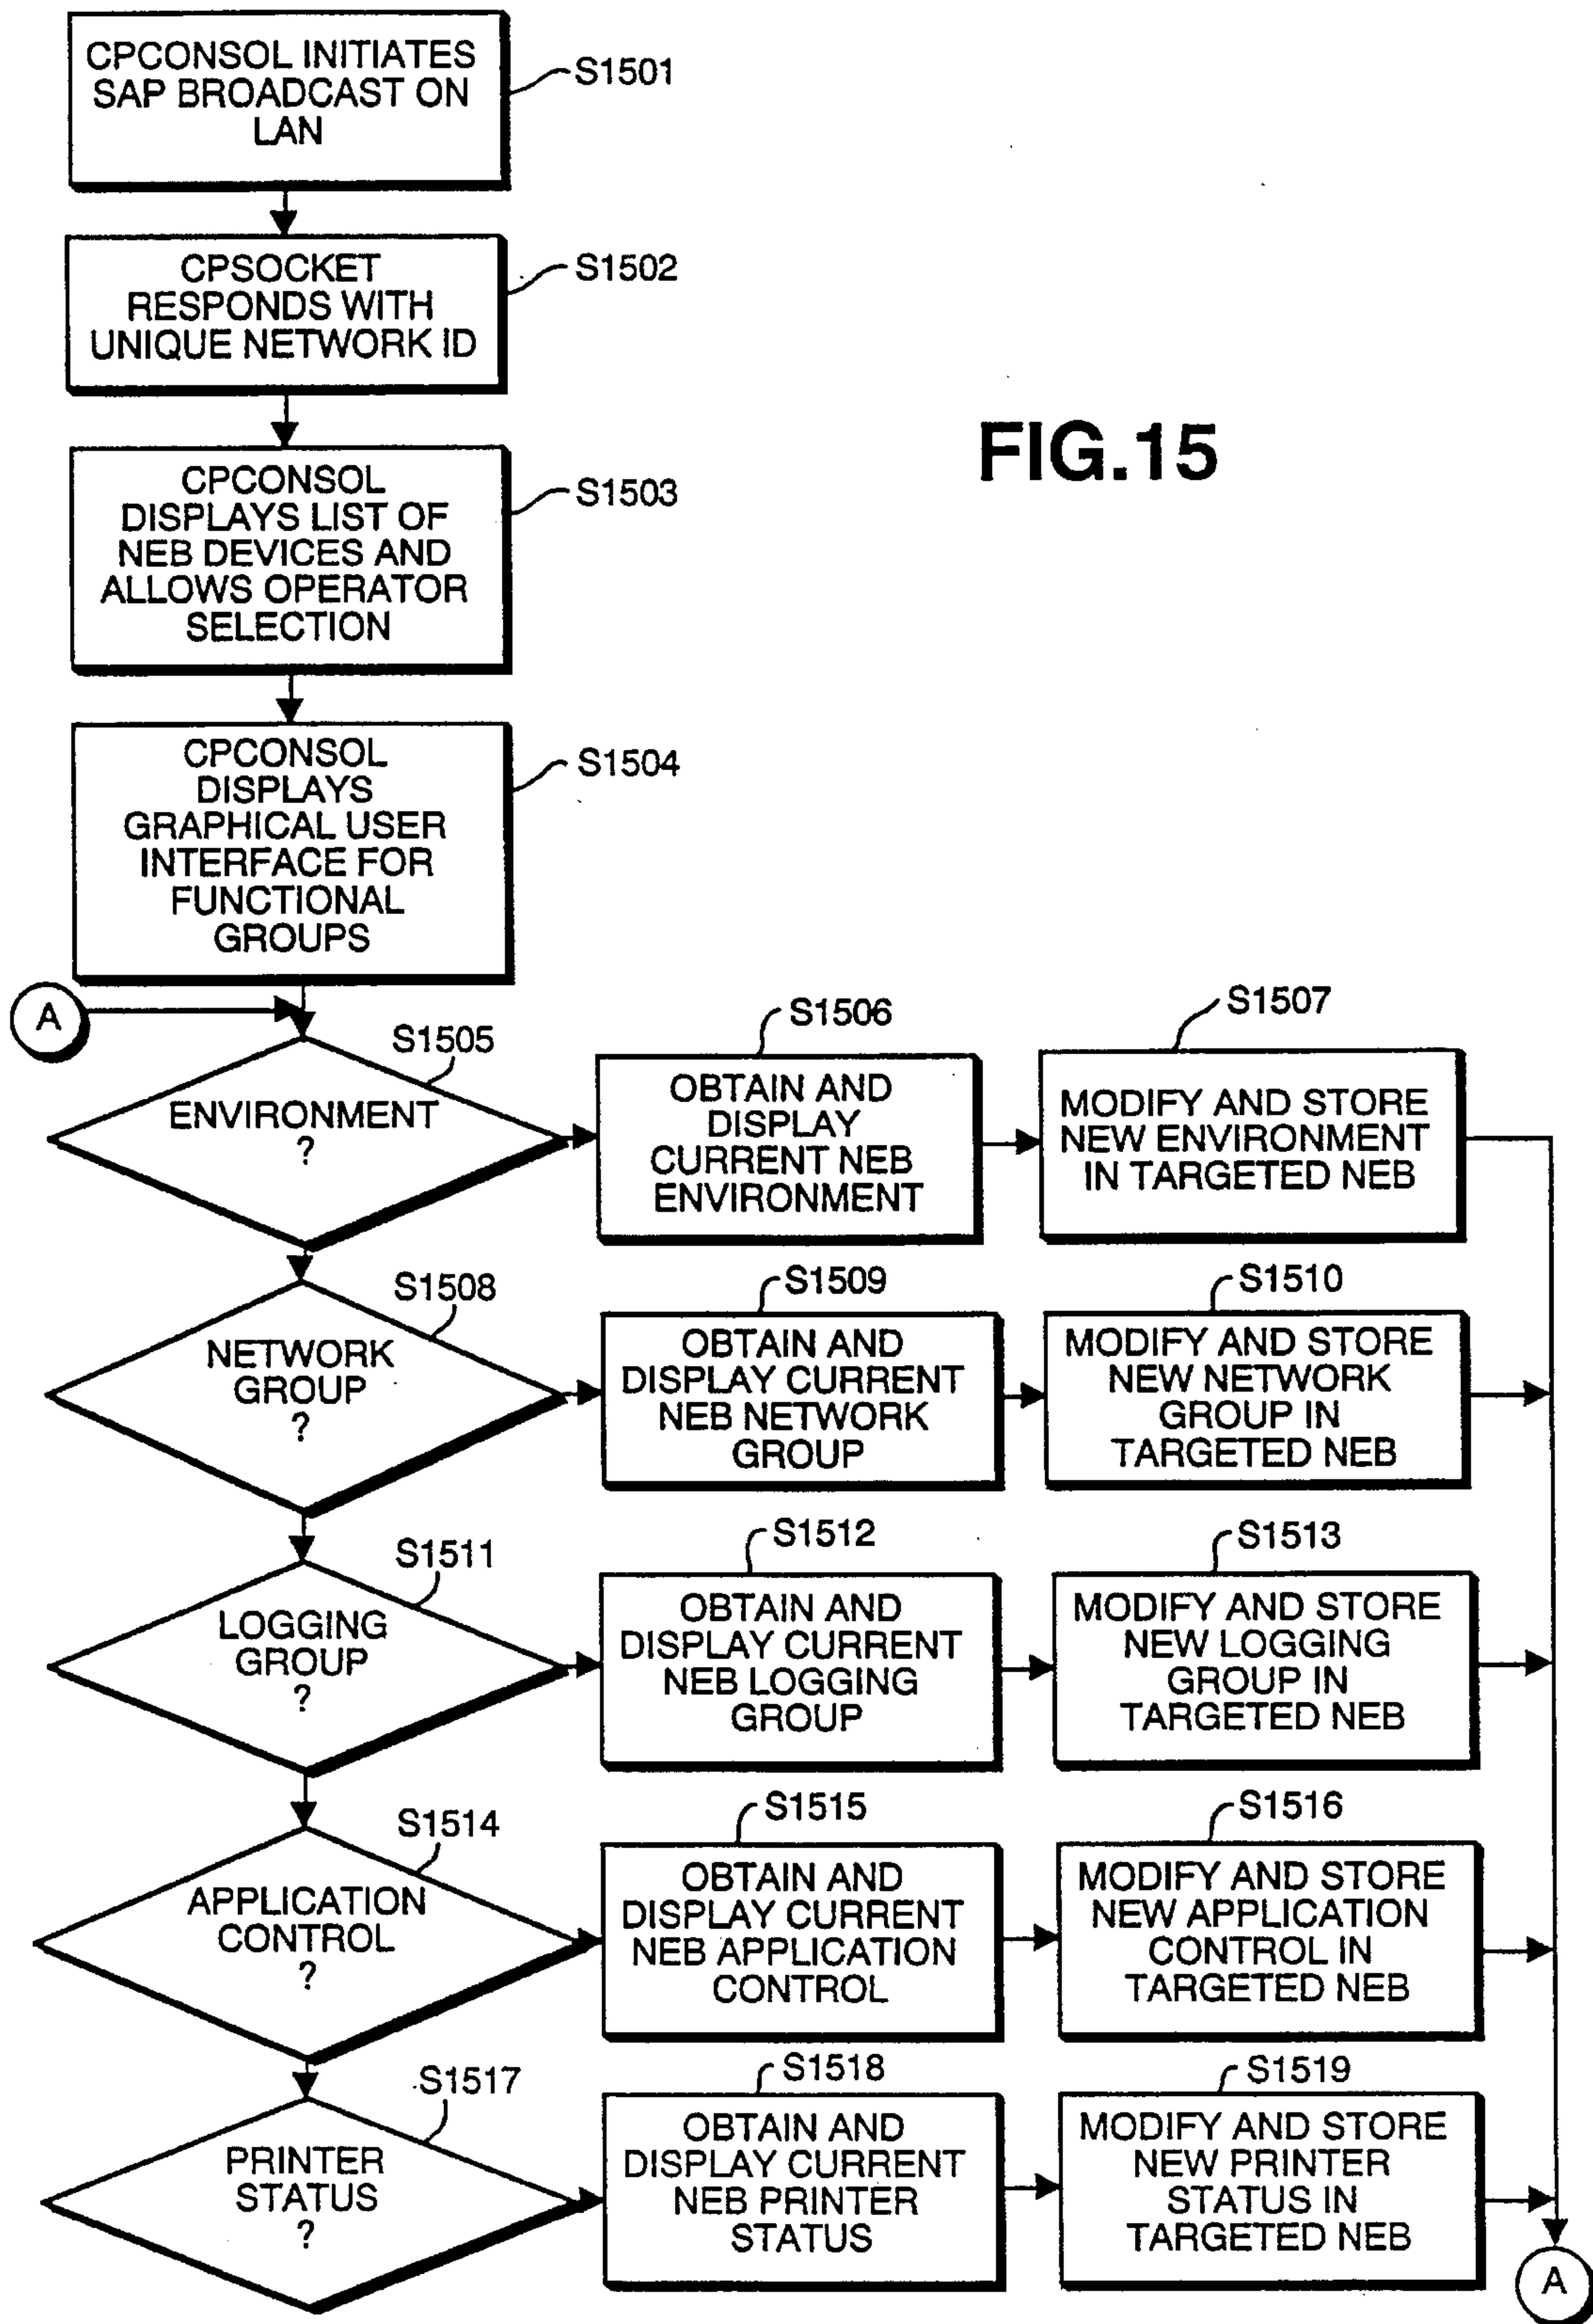 CPCONSOL INITIATES
SAP BROADCAST ON
LAN
S1501
CPSOCKET
RESPONDS WITH
UNIQUE NETWORK ID
S1502
FIG.15
CPCONSOL
DISPLAYS LIST OF
NEB DEVICES AND
ALLOWS OPERATOR
SELECTION
S1503
CPCONSOL
DISPLAYS
GRAPHICAL USER
INTERFACE FOR
FUNCTIONAL
GROUPS
S1504
A
S1505
ENVIRONMENT
?
S1506
OBTAIN AND
DISPLAY
CURRENT NEB
ENVIRONMENT
S1507
MODIFY AND STORE
NEW ENVIRONMENT
IN TARGETED NEB
S1508
NETWORK
GROUP
?
S1509
OBTAIN AND
DISPLAY CURRENT
NEB NETWORK
GROUP
S1510
MODIFY AND STORE
NEW NETWORK
GROUP IN
TARGETED NEB
S1511
LOGGING
GROUP
?
S1512
OBTAIN AND
DISPLAY CURRENT
NEB LOGGING
GROUP
S1513
MODIFY AND STORE
NEW LOGGING
GROUP IN
TARGETED NEB
S1514
APPLICATION
CONTROL
?
S1515
OBTAIN AND
DISPLAY CURRENT
NEB APPLICATION
CONTROL
S1516
MODIFY AND STORE
NEW APPLICATION
CONTROL IN
TARGETED NEB
S1517
PRINTER
STATUS
?
S1518
OBTAIN AND
DISPLAY CURRENT
NEB PRINTER
STATUS
S1519
MODIFY AND STORE
NEW PRINTER
STATUS IN
TARGETED NEB
A